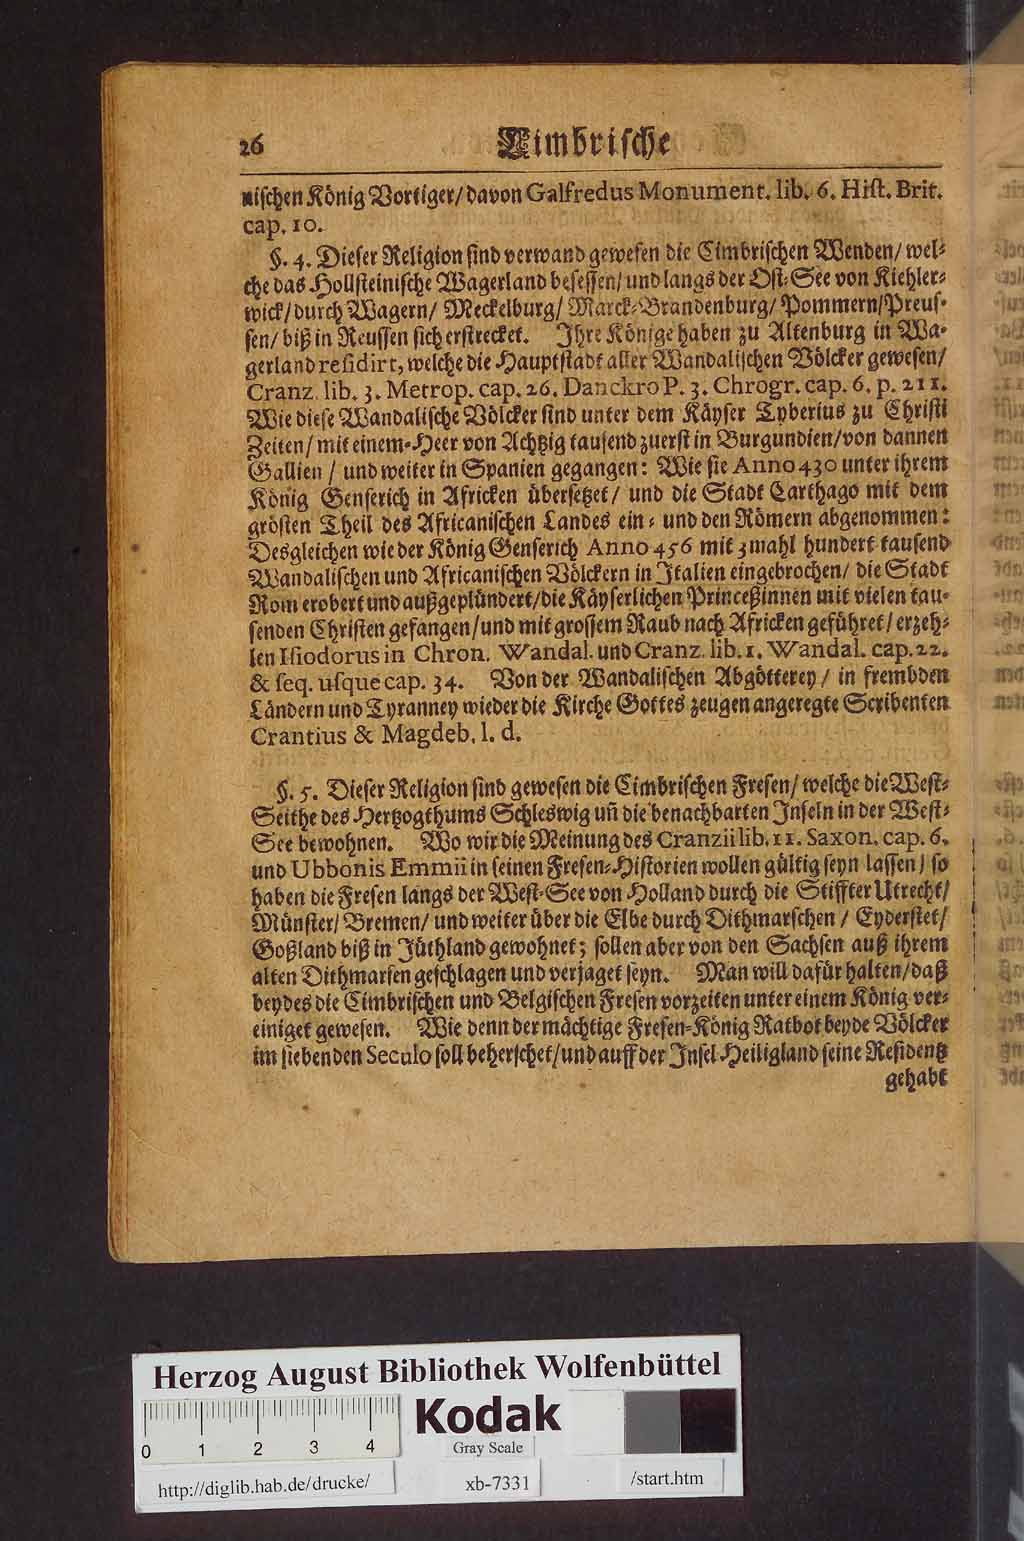 26 Cimbrische
nischen König Vortiger/ davon Galfredus Monument. lib. 6. Hiſt. Brit.
cap. 10.
§. 4. Dieser Religion sind verwand gewesen die Cimbrischen Wenden/ wel⸗
che das Hollsteinische Wagerland besessen/ und langs der Ost⸗See von Kiehler⸗
wick/ durch Wagern/ Meckelburg/ Marck⸗Brandenburg/ Pommern/ Preus⸗
sen/ biß in Reussen sich erstrecket. Ihre Könige haben zu Altenburg in Wa⸗
gerland reſidirt, welche die Hauptstadt aller Wandalischen Völcker gewesen/
Cranz. lib. 3. Metrop. cap. 26. Danckro P. 3. Chrogr. cap. 6. p. 211.
Wie diese Wandalische Völcker sind unter dem Käyser Tyberius zu Christi
Zeiten/ mit einem⸗Heer von Achtzig tausend zuerst in Burgundien/ von dannen
Gallien / und weiter in Spanien gegangen: Wie sie Anno 430 unter ihrem
König Genserich in Africken übersetzet/ und die Stadt Carthago mit dem
grösten Theil des Africanischen Landes ein⸗ und den Römern abgenommen:
Desgleichen wie der König Genserich Anno 456 mit 3mahl hundert tausend
Wandalischen und Africanischen Völckern in Italien eingebrochen/ die Stadt
Rom erobert und außgeplündert/ die Käyserlichen Princeßinnen mit vielen tau⸗
senden Christen gefangen/ und mit grossem Raub nach Africken geführet/ erzeh⸗
len Iſiodorus in Chron. Wandal. und Cranz. lib. 1. Wandal. cap. 22.
& ſeq. uſque cap. 34. Von der Wandalischen Abgötterey/ in frembden
Ländern und Tyranney wieder die Kirche Gottes zeugen angeregte Scribenten
Crantius & Magdeb. l. d.
§. 5. Dieser Religion sind gewesen die Cimbrischen Fresen/ welche die West⸗
Seithe des Hertzogthums Schleswig uñ die benachbarten Inseln in der West⸗
See bewohnen. Wo wir die Meinung des Cranzii lib. 11. Saxon. cap. 6.
und Ubbonis Emmii in seinen Fresen⸗Historien wollen gültig seyn lassen/ so
haben die Fresen langs der West⸗See von Holland durch die Stiffter Utrecht/
Münster/ Bremen/ und weiter über die Elbe durch Dithmarschen / Eyderstet/
Goßland biß in Jüthland gewohnet; sollen aber von den Sachsen auß ihrem
alten Dithmarsen geschlagen und verjaget seyn. Man will dafür halten/ daß
beydes die Cimbrischen und Belgischen Fresen vorzeiten unter einem König ver⸗
einiget gewesen. Wie denn der mächtige Fresen⸗König Ratbot beyde Völcker
im siebenden Seculo soll beherschet/ und auff der Insel Heiligland seine Residentz
gehabt
Herzog August Bibliothek Wolfenbüttel
Kodak
0 1 2 3 4
Gray Scale
http://diglib.hab.de/drucke/ xb-7331 /start.htm